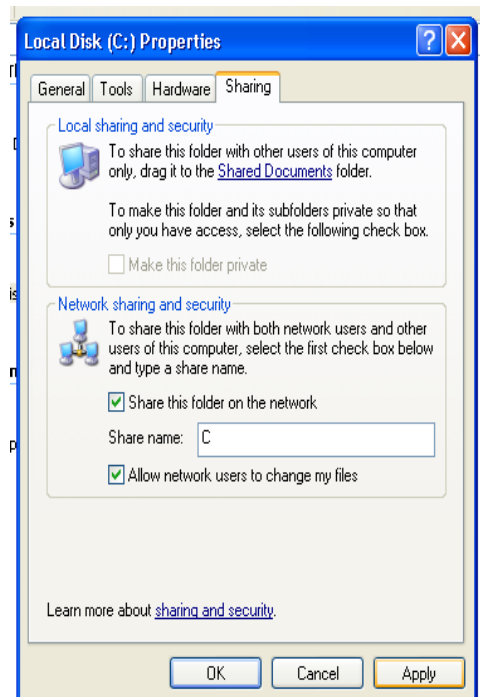 Local Disk (C:) Properties
General Tools Hardware Sharing
Local sharing and security
To share this folder with other users of this computer
only, drag it to the Shared Documents folder.
To make this folder and its subfolders private so that
only you have access, select the following check box.
Make this folder private
Network sharing and security
To share this folder with both network users and other
users of this computer, select the first check box below
and type a share name.
Share this folder on the network
Share name: C
Allow network users to change my files
Learn more about sharing and security.
OK Cancel Apply